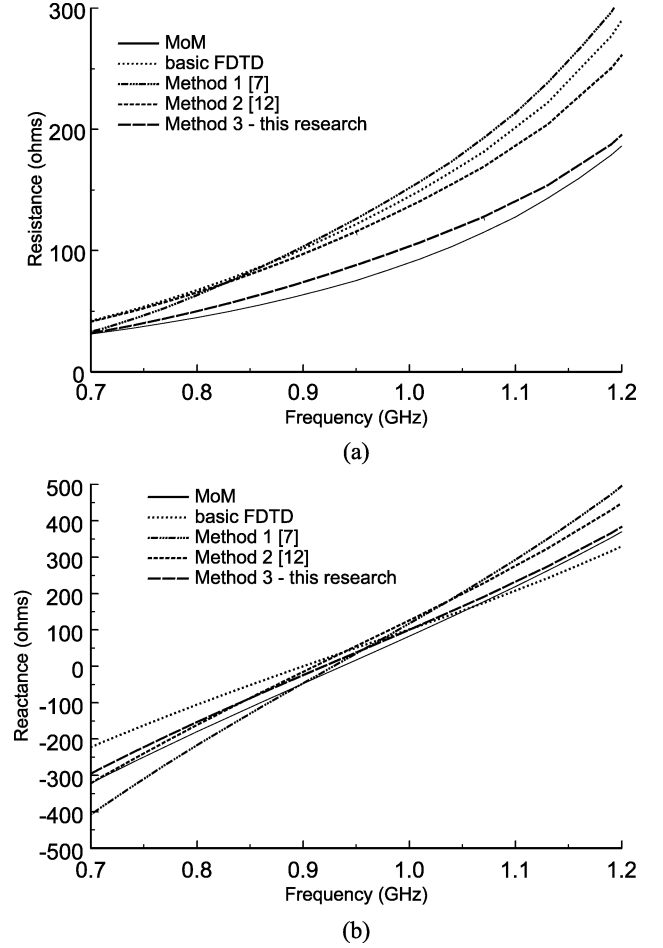 300
MoM
basic FDTD
Method 1 [7]
Method 2 [12]
Method 3 - this research
200
Resistance (ohms)
100
0
0.7 0.8 0.9 1.0 1.1 1.2
Frequency (GHz)
(a)
500
MoM
400
basic FDTD
Method 1 [7]
300
Method 2 [12]
Method 3 - this research
200
100
Reactance (ohms)
0
-100
-200
-300
-400
-500
0.7 0.8 0.9 1.0 1.1 1.2
Frequency (GHz)
(b)